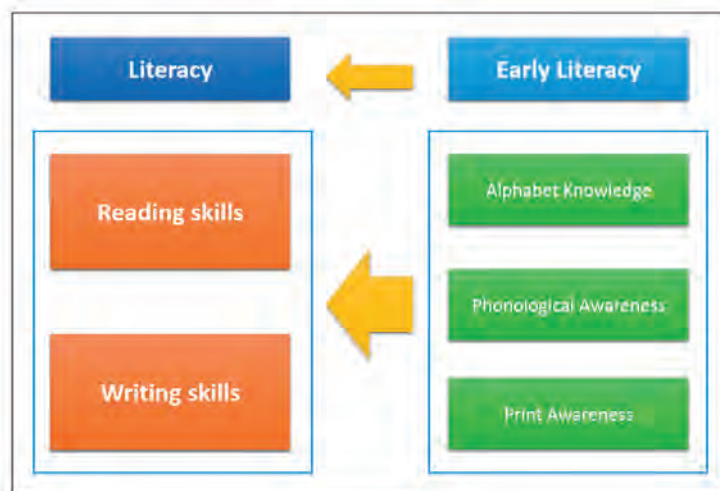 Literacy
Early Literacy
Reading skills
Writing skills
Alphabet Knowledge
Phonological Awareness
Print Awareness